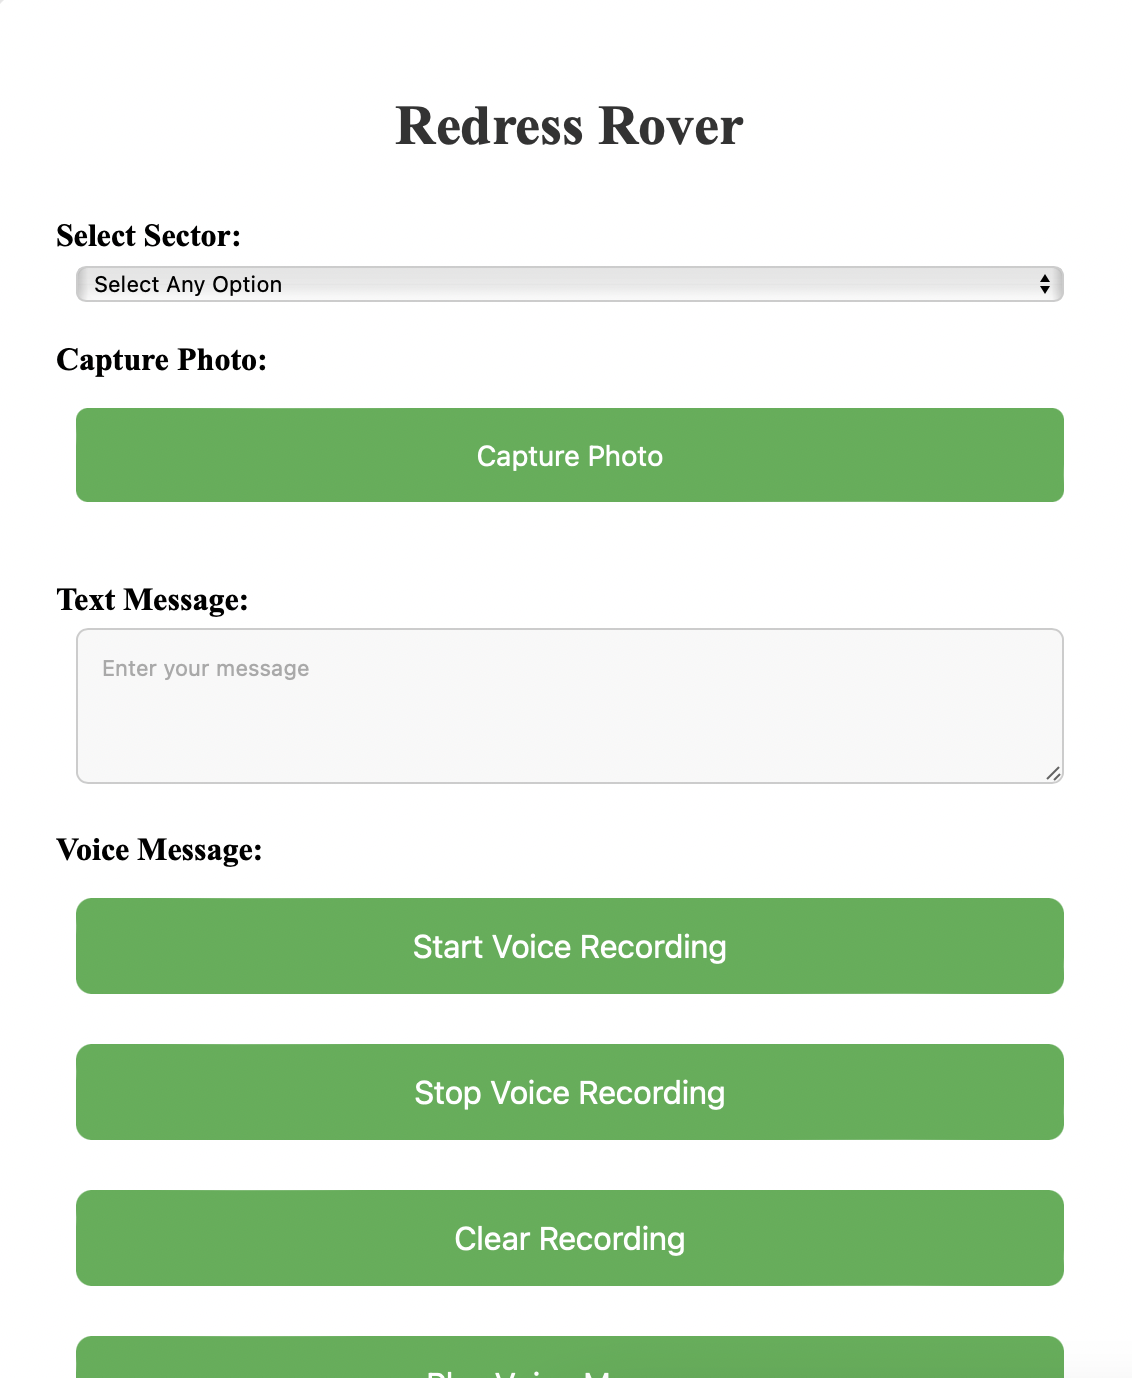 Redress Rover
Select Sector:
Select Any Option
Capture Photo:
Capture Photo
Text Message:
Enter your message
Voice Message:
Start Voice Recording
Stop Voice Recording
Clear Recording